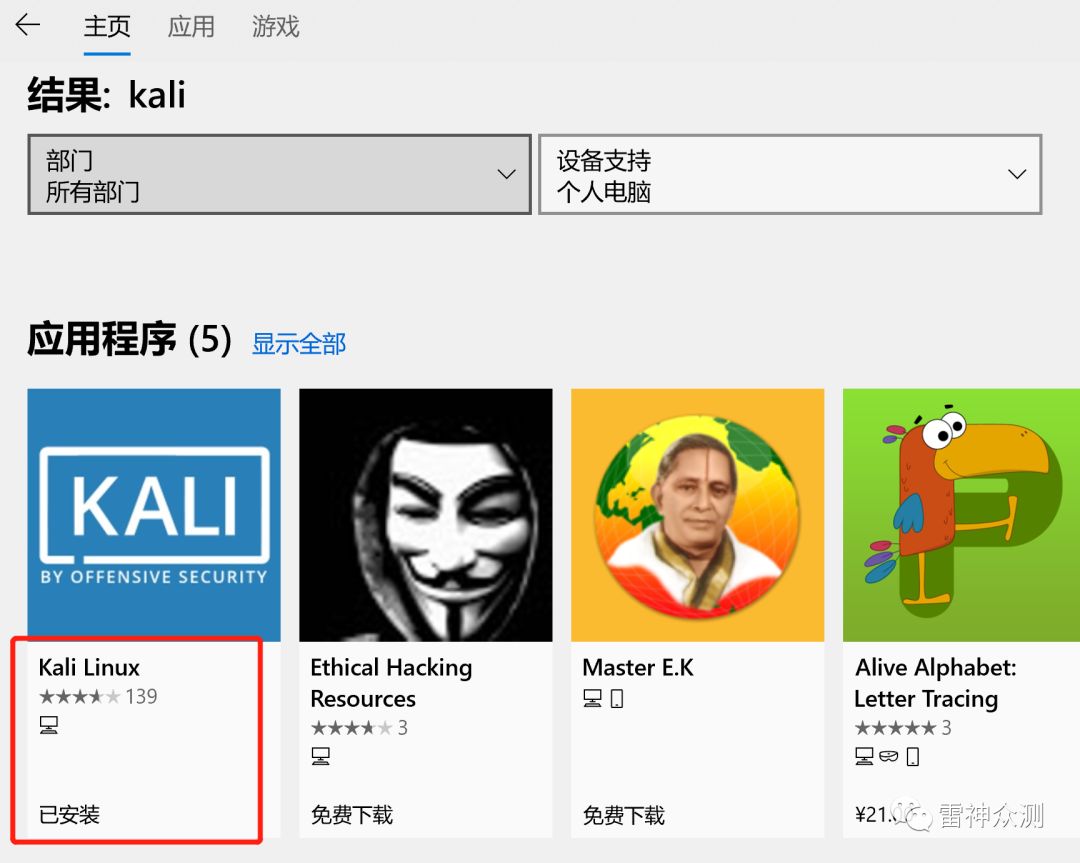 主页 应用 游戏
结果: kali
部门
所有部门
设备支持
个人电脑
应用程序 (5) 显示全部
KALI
BY OFFENSIVE SECURITY
Kali Linux
139
已安装
Ethical Hacking
Resources
3
免费下载
Master E.K
免费下载
Alive Alphabet:
Letter Tracing
3
¥21.
雷神众测